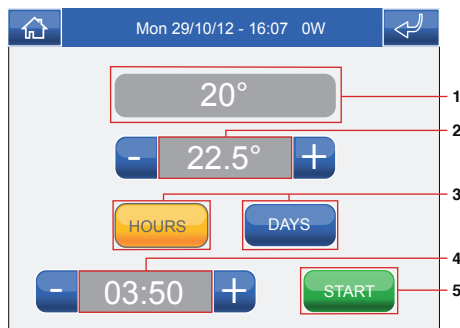 Mon 29/10/12 - 16:07 0W
20°
1
2
- 22.5° +
3
HOURS DAYS
4
- 03:50 + START
5